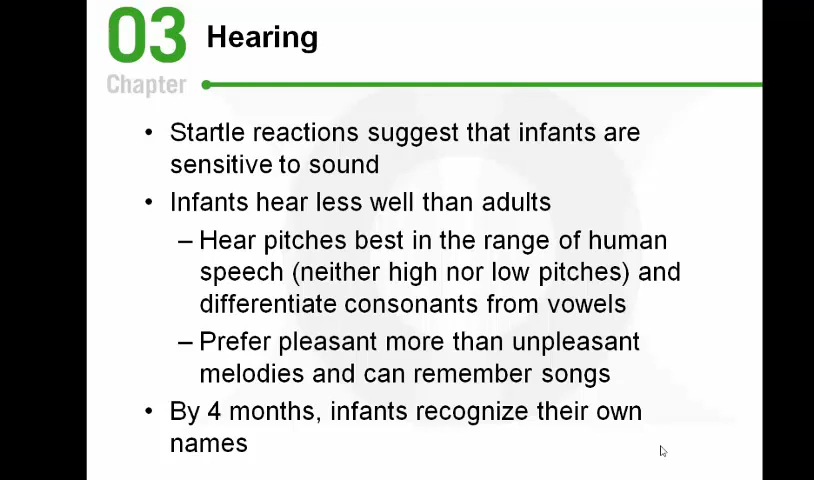 03
Hearing
Chapter
• Startle reactions suggest that infants are
sensitive to sound
• Infants hear less well than adults
– Hear pitches best in the range of human
speech (neither high nor low pitches) and
differentiate consonants from vowels
– Prefer pleasant more than unpleasant
melodies and can remember songs
• By 4 months, infants recognize their own
names